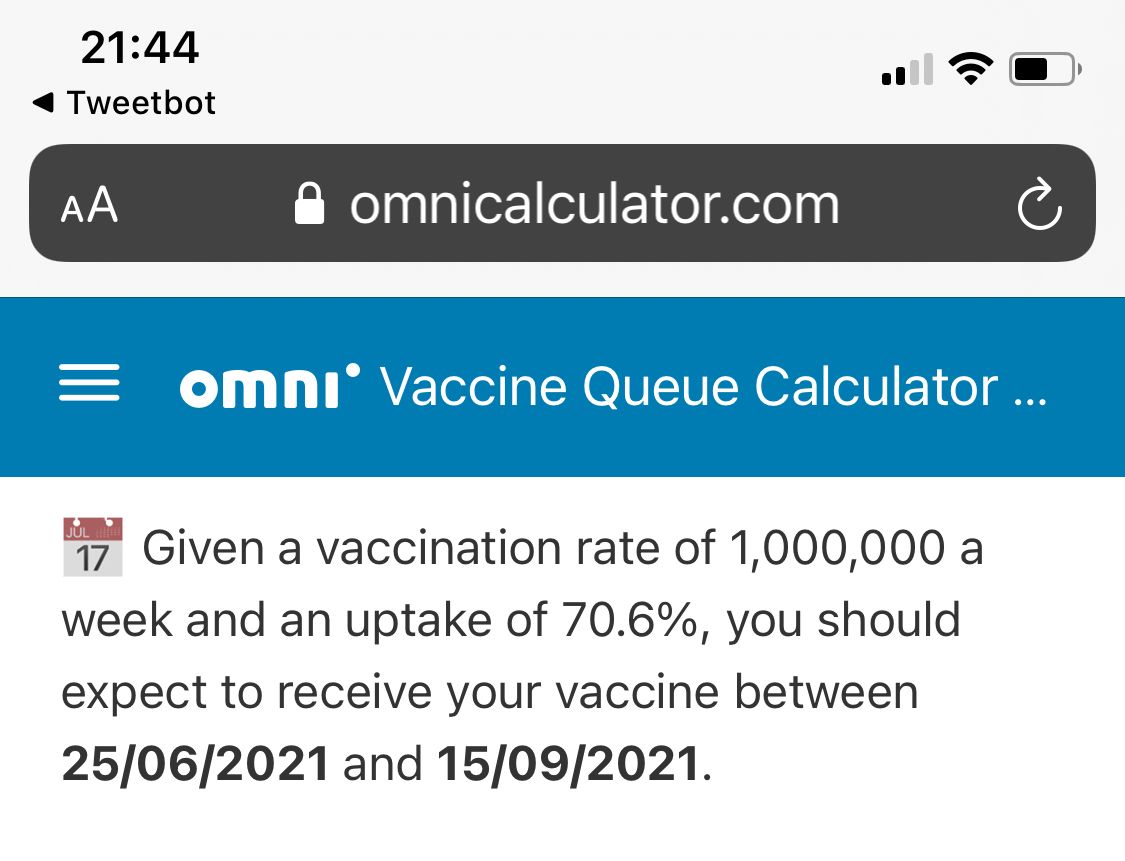 21:44
◀ Tweetbot
AA omnicalculator.com
omni Vaccine Queue Calculator ...
JUL 17 Given a vaccination rate of 1,000,000 a
week and an uptake of 70.6%, you should
expect to receive your vaccine between
25/06/2021 and 15/09/2021.